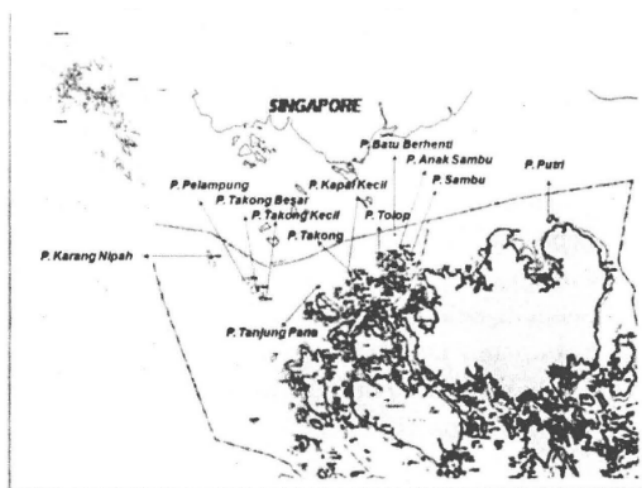 SINGAPORE
P. Batu Berhenti
P. Anak Sambu
P. Putri
P. Pelampung
P. Kapal Kecil
P. Sambu
P. Takong Besar
P. Takong Kecil
P. Tolop
P. Takong
P. Karang Nipah
P. Tanjung Pana